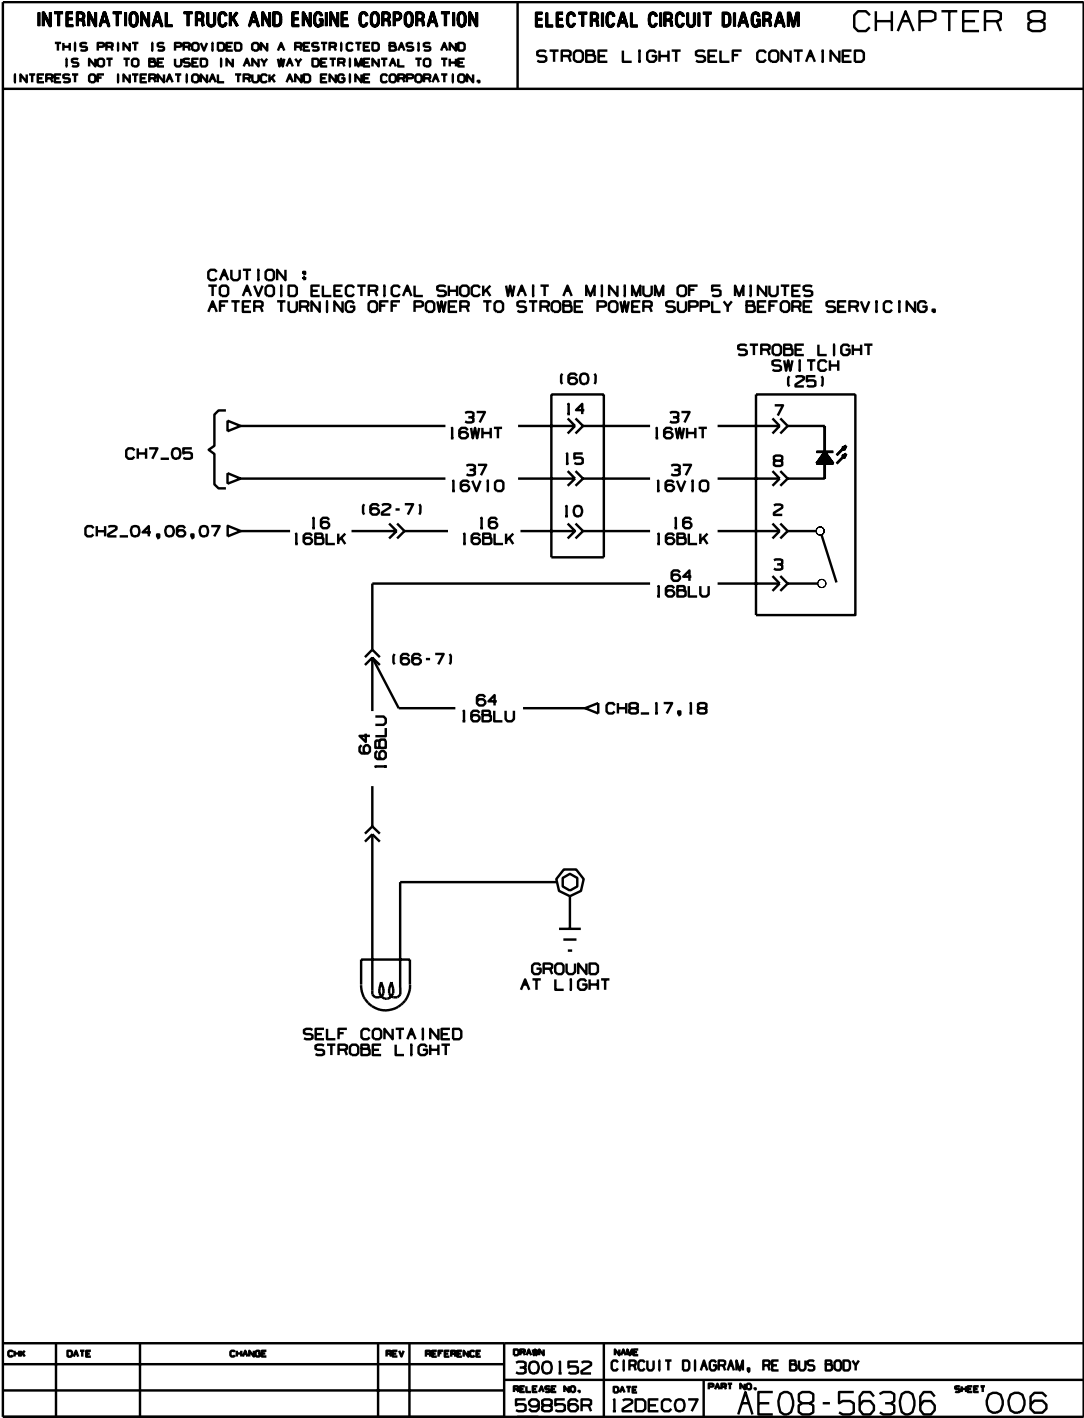 INTERNATIONAL TRUCK AND ENGINE CORPORATION
THIS PRINT IS PROVIDED ON A RESTRICTED BASIS AND
IS NOT TO BE USED IN ANY WAY DETRIMENTAL TO THE
INTEREST OF INTERNATIONAL TRUCK AND ENGINE CORPORATION.
ELECTRICAL CIRCUIT DIAGRAM CHAPTER 8
STROBE LIGHT SELF CONTAINED
CAUTION :
TO AVOID ELECTRICAL SHOCK WAIT A MINIMUM OF 5 MINUTES
AFTER TURNING OFF POWER TO STROBE POWER SUPPLY BEFORE SERVICING.
STROBE LIGHT
SWITCH
(25)
(60)
CH7_05
37
16WHT
14
37
16WHT
7
37
16VIO
15
37
16VIO
8
CH2_04,06,07
16
16BLK
(62-7)
16
16BLK
10
16
16BLK
2
64
16BLU
3
(66-7)
64
16BLU
CH8_17,18
64
16BLU
GROUND
AT LIGHT
SELF CONTAINED
STROBE LIGHT
CHK DATE CHANGE REV REFERENCE
DRAWN
300152
NAME
CIRCUIT DIAGRAM, RE BUS BODY
RELEASE NO.
59856R
DATE
12DEC07
PART NO.
AE08-56306
SHEET
006